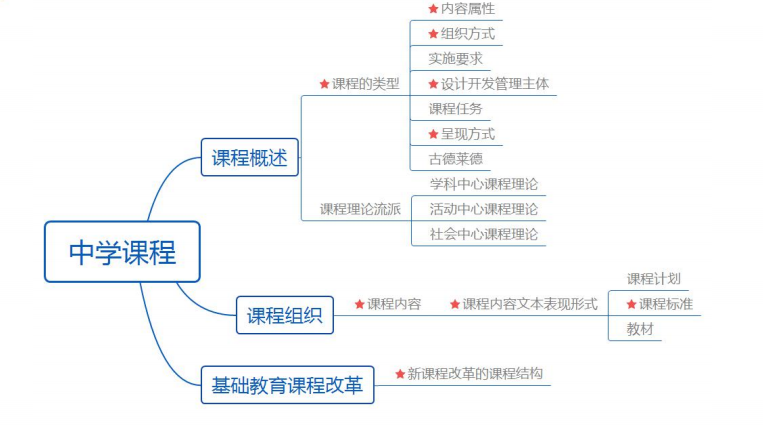 中学课程
课程概述
课程的类型
内容属性
组织方式
实施要求
设计开发管理主体
课程任务
呈现方式
古德莱德
课程理论流派
学科中心课程理论
活动中心课程理论
社会中心课程理论
课程组织
课程内容
课程内容文本表现形式
课程计划
课程标准
教材
基础教育课程改革
新课程改革的课程结构